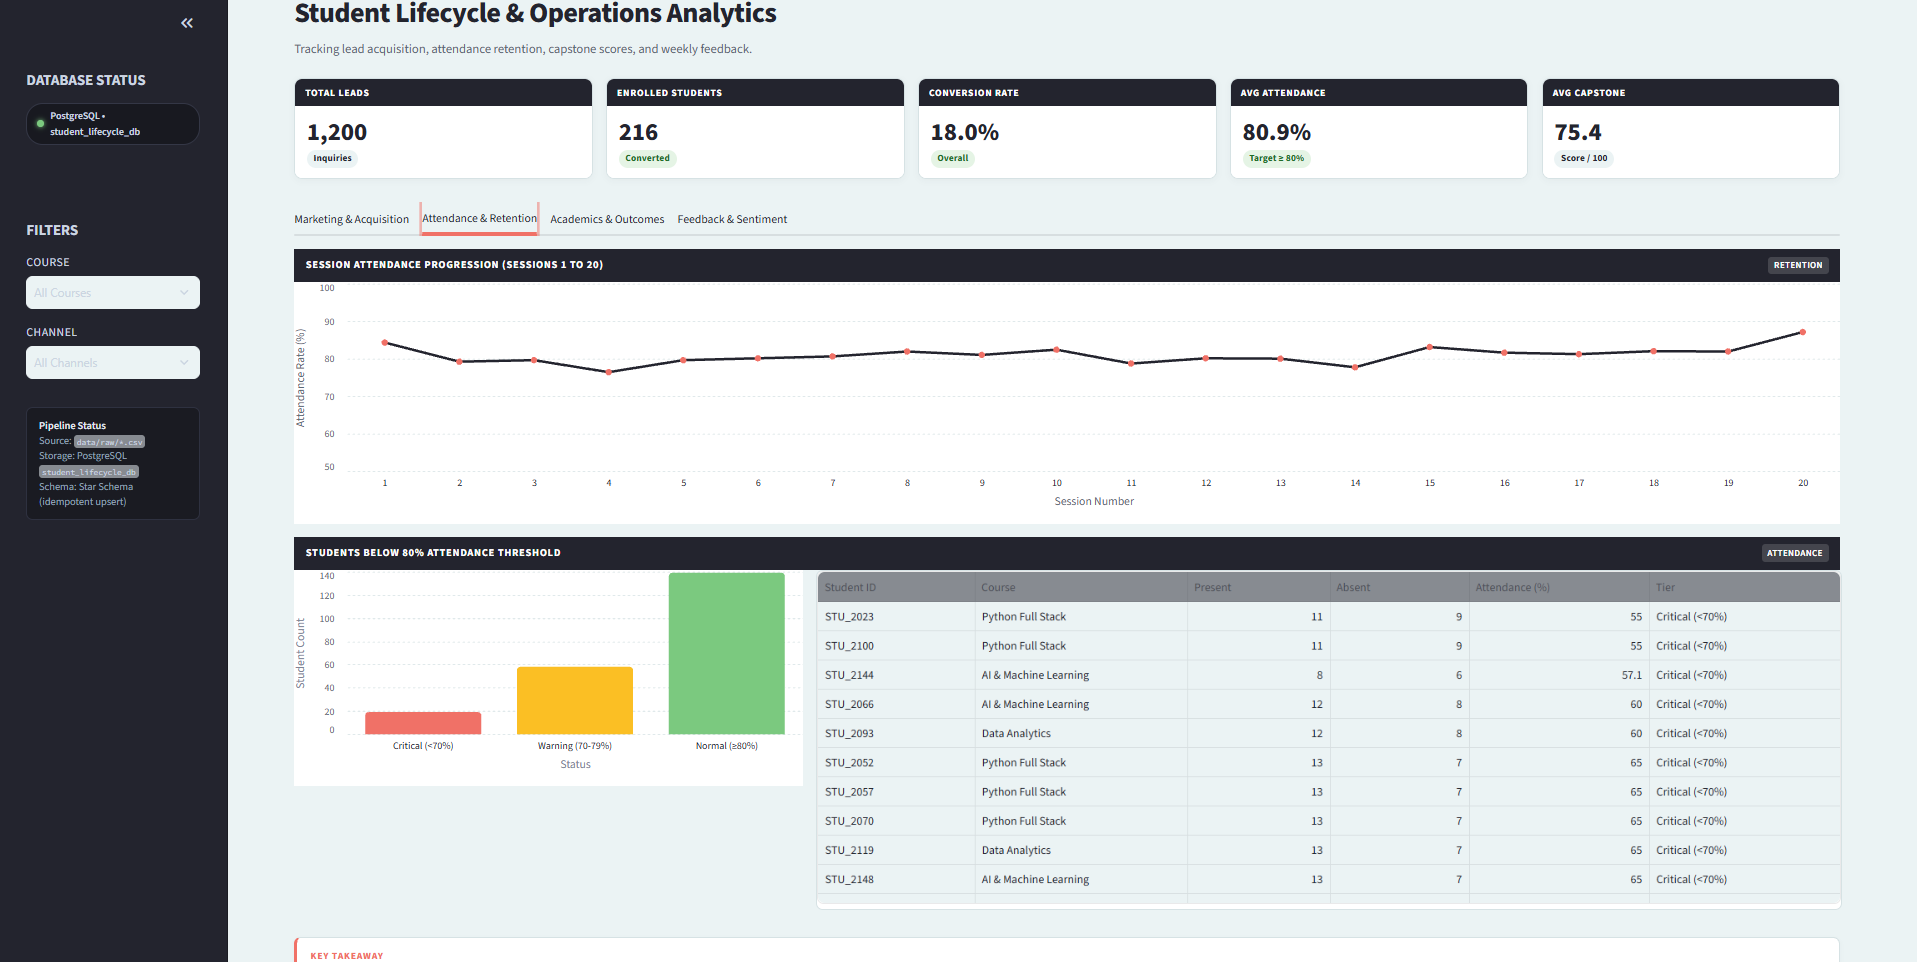 Student Lifecycle & Operations Analytics
Tracking lead acquisition, attendance retention, capstone scores, and weekly feedback.
DATABASE STATUS
PostgreSQL •
student_lifecycle_db
FILTERS
COURSE
All Courses
CHANNEL
All Channels
Pipeline Status
Source: data/raw/*.csv
Storage: PostgreSQL
student_lifecycle_db
Schema: Star Schema
(idempotent upsert)
TOTAL LEADS
1,200
Inquiries
ENROLLED STUDENTS
216
Converted
CONVERSION RATE
18.0%
Overall
AVG ATTENDANCE
80.9%
Target ≥ 80%
AVG CAPSTONE
75.4
Score / 100
Marketing & Acquisition Attendance & Retention Academics & Outcomes Feedback & Sentiment
SESSION ATTENDANCE PROGRESSION (SESSIONS 1 TO 20) RETENTION
100
90
80
70
60
50
Attendance Rate (%)
1 2 3 4 5 6 7 8 9 10 11 12 13 14 15 16 17 18 19 20
Session Number
STUDENTS BELOW 80% ATTENDANCE THRESHOLD ATTENDANCE
140
120
100
80
60
40
20
0
Student Count
Critical (<70%) Warning (70-79%) Normal (≥80%)
Status
Student ID Course Present Absent Attendance (%) Tier
STU_2023 Python Full Stack 11 9 55 Critical (<70%)
STU_2100 Python Full Stack 11 9 55 Critical (<70%)
STU_2144 AI & Machine Learning 8 6 57.1 Critical (<70%)
STU_2066 AI & Machine Learning 12 8 60 Critical (<70%)
STU_2093 Data Analytics 12 8 60 Critical (<70%)
STU_2052 Python Full Stack 13 7 65 Critical (<70%)
STU_2057 Python Full Stack 13 7 65 Critical (<70%)
STU_2070 Python Full Stack 13 7 65 Critical (<70%)
STU_2119 Data Analytics 13 7 65 Critical (<70%)
STU_2148 AI & Machine Learning 13 7 65 Critical (<70%)
KEY TAKEAWAY